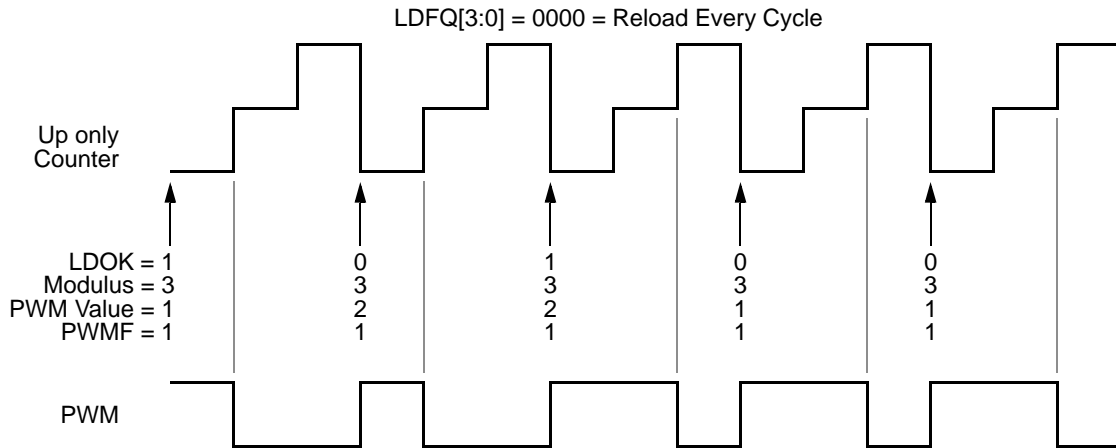 LDFQ[3:0] = 0000 = Reload Every Cycle
Up only
Counter
LDOK = 1 0 1 0 0
Modulus = 3 3 3 3 3
PWM Value = 1 2 2 1 1
PWMF = 1 1 1 1 1
PWM